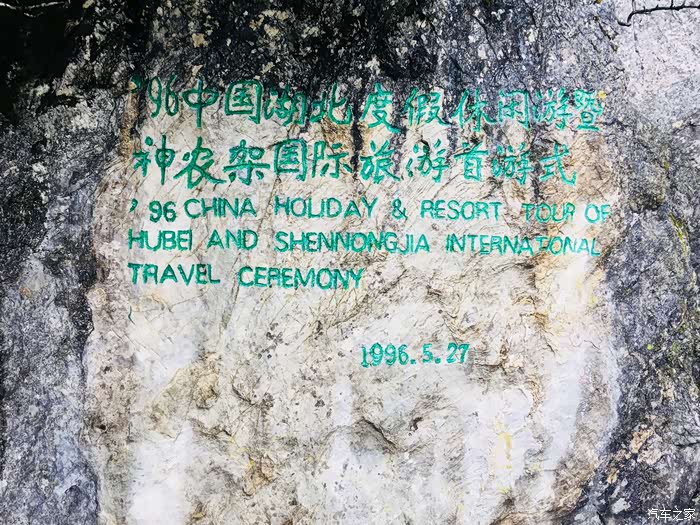 '96中国湖北度假休闲游暨
神农架国际旅游首游式
'96 CHINA HOLIDAY & RESORT TOUR OF
HUBEI AND SHENNONGJIA INTERNATIONAL
TRAVEL CEREMONY
1996.5.27
汽车之家